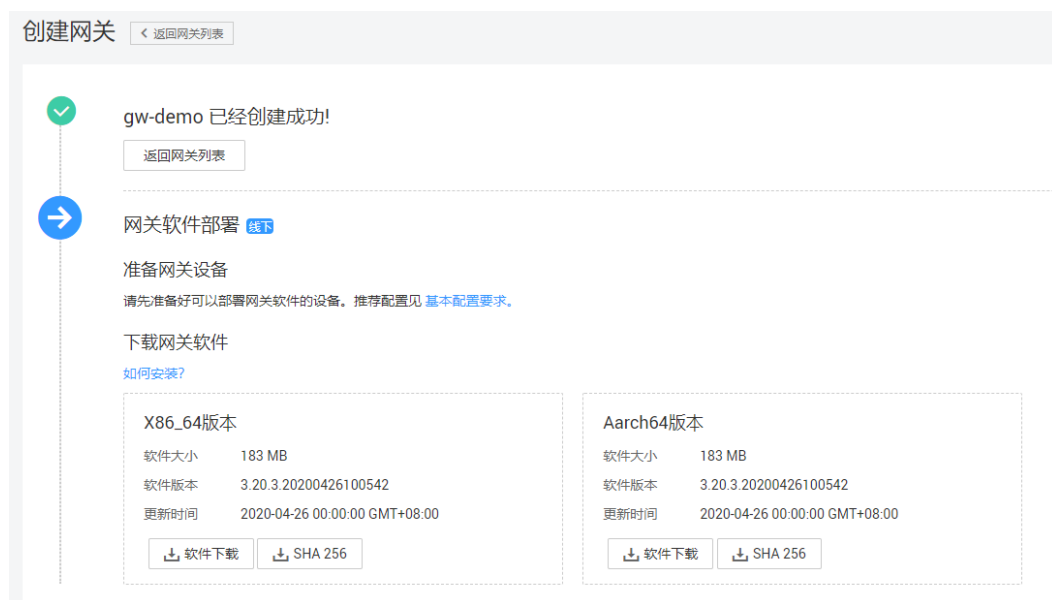 创建网关 返回网关列表
gw-demo 已经创建成功!
返回网关列表
网关软件部署 线下
准备网关设备
请先准备好可以部署网关软件的设备。推荐配置见 基本配置要求。
下载网关软件
如何安装?
X86_64版本
软件大小 183 MB
软件版本 3.20.3.20200426100542
更新时间 2020-04-26 00:00:00 GMT+08:00
软件下载 SHA 256
Aarch64版本
软件大小 183 MB
软件版本 3.20.3.20200426100542
更新时间 2020-04-26 00:00:00 GMT+08:00
软件下载 SHA 256